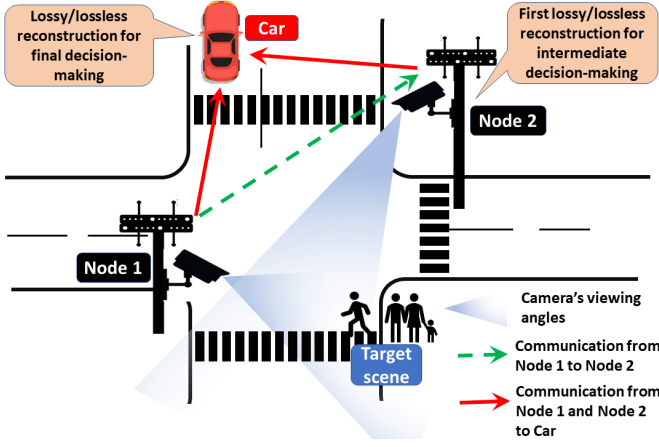 Lossy/lossless
reconstruction for
final decision-
making
Car
First lossy/lossless
reconstruction for
intermediate
decision-making
Node 2
Node 1
Target
scene
Camera's viewing
angles
Communication from
Node 1 to Node 2
Communication from
Node 1 and Node 2
to Car